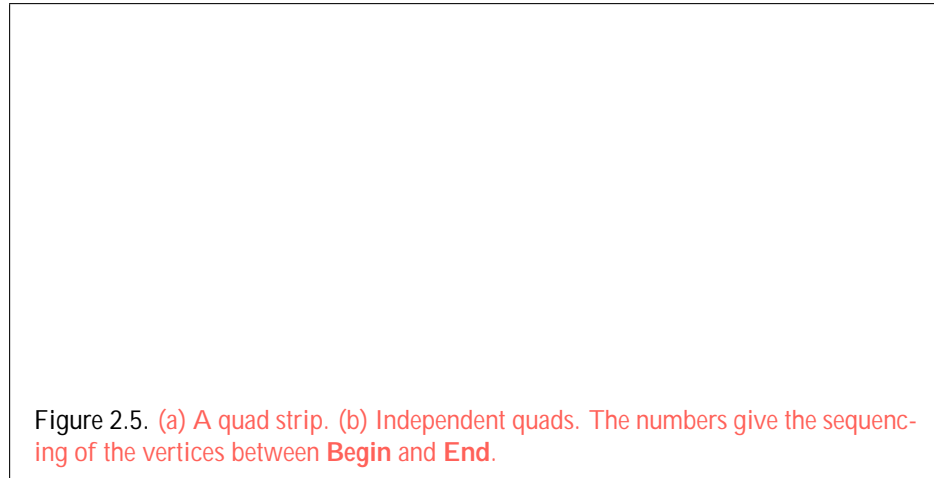 Figure 2.5. (a) A quad strip. (b) Independent quads. The numbers give the sequenc-
ing of the vertices between Begin and End.